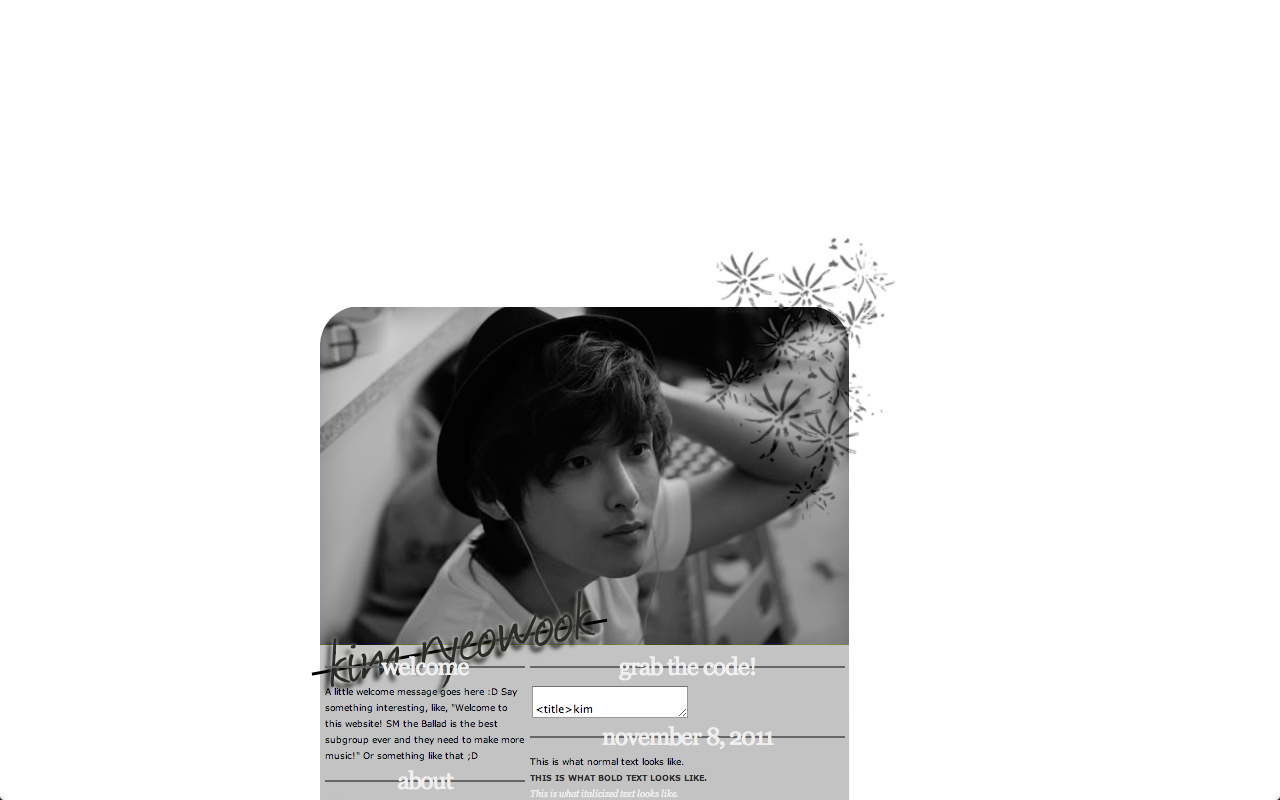 kim ryeowook
welcome
A little welcome message goes here :D Say
something interesting, like, "Welcome to
this website! SM the Ballad is the best
subgroup ever and they need to make more
music!" Or something like that ;D
about
grab the code!
<title>kim
november 8, 2011
This is what normal text looks like.
THIS IS WHAT BOLD TEXT LOOKS LIKE.
This is what italicised text looks like.